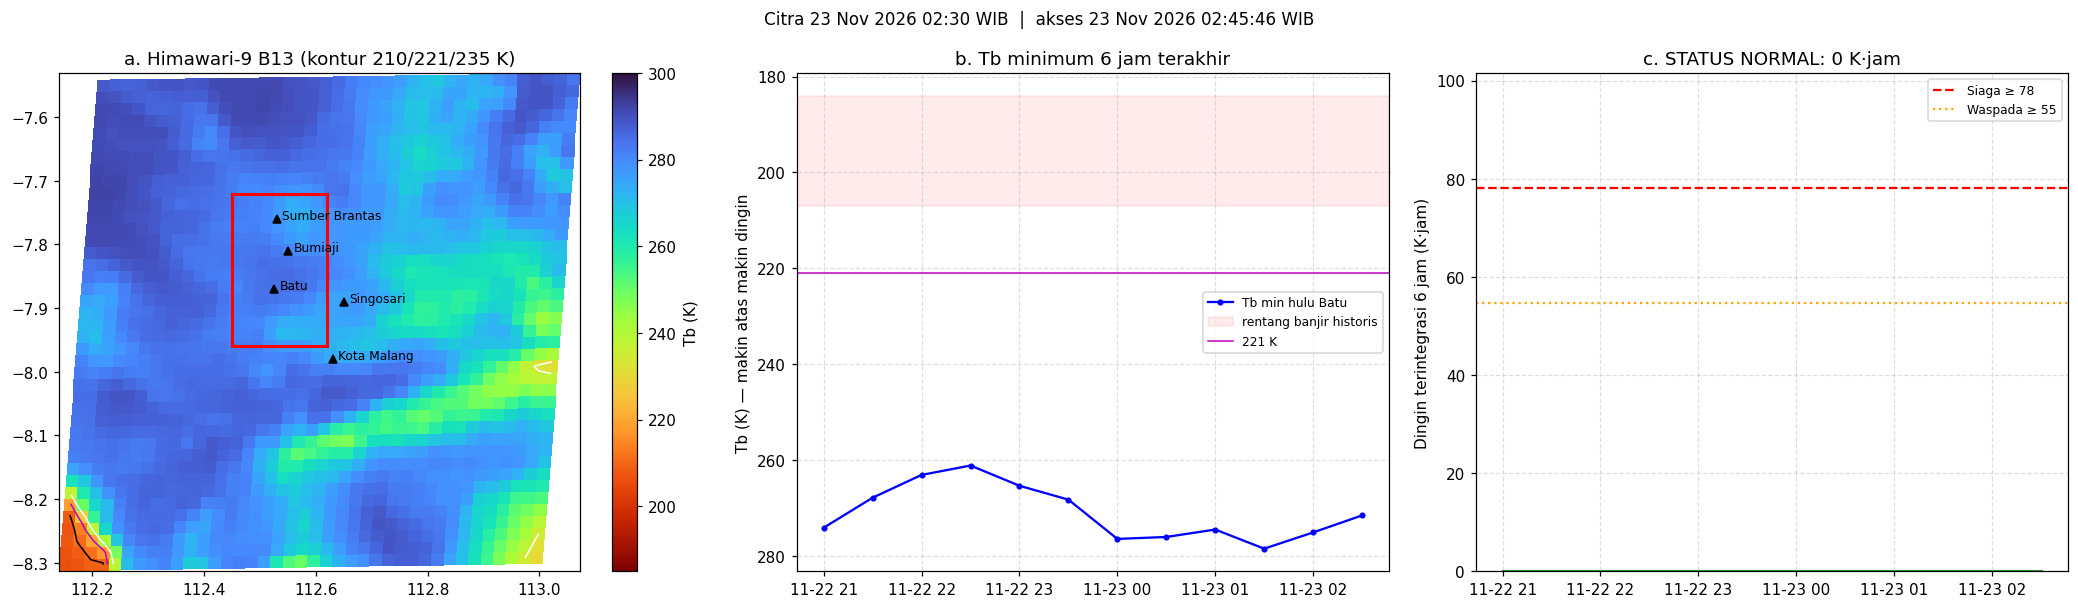 Citra 23 Nov 2026 02:30 WIB | akses 23 Nov 2026 02:45:46 WIB
a. Himawari-9 B13 (kontur 210/221/235 K)
−7.6
−7.7
−7.8
−7.9
−8.0
−8.1
−8.2
−8.3
112.2
112.4
112.6
112.8
113.0
Sumber Brantas
Bumiaji
Batu
Singosari
Kota Malang
300
280
260
240
220
200
Tb (K)
b. Tb minimum 6 jam terakhir
Tb (K) — makin atas makin dingin
180
200
220
240
260
280
Tb min hulu Batu
rentang banjir historis
221 K
11-22 21
11-22 22
11-22 23
11-23 00
11-23 01
11-23 02
c. STATUS NORMAL: 0 K·jam
Dingin terintegrasi 6 jam (K·jam)
100
80
60
40
20
0
Siaga ≥ 78
Waspada ≥ 55
11-22 21
11-22 22
11-22 23
11-23 00
11-23 01
11-23 02